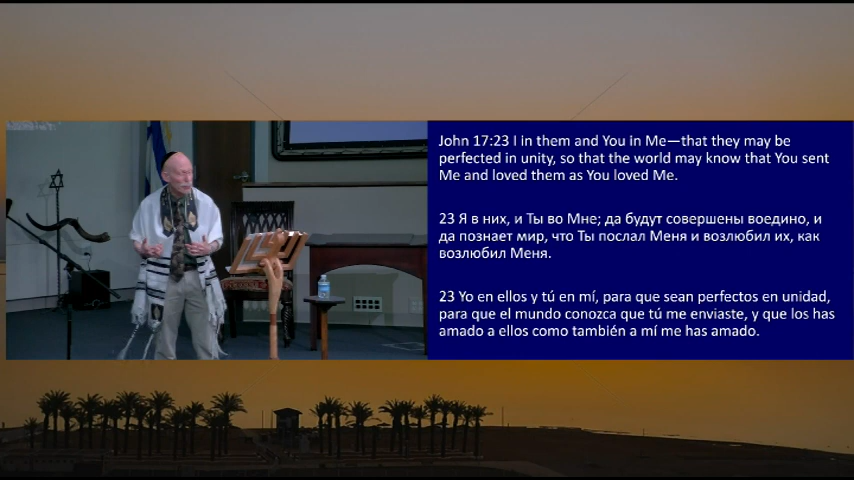 John 17:23 I in them and You in Me—that they may be
perfected in unity, so that the world may know that You sent
Me and loved them as You loved Me.
23 Я в них, и Ты во Мне; да будут совершены воедино, и
да познает мир, что Ты послал Меня и возлюбил их, как
возлюбил Меня.
23 Yo en ellos y tú en mí, para que sean perfectos en unidad,
para que el mundo conozca que tú me enviaste, y que los has
amado a ellos como también a mí me has amado.